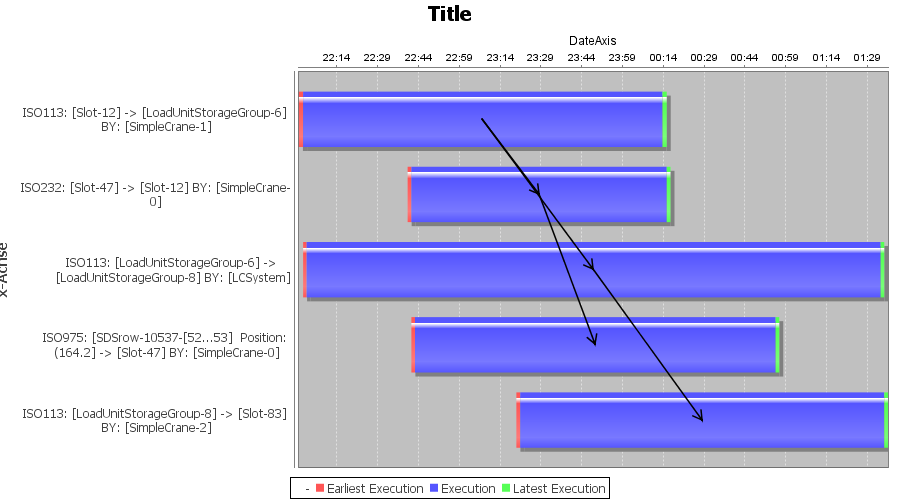 Title
DateAxis
22:14 22:29 22:44 22:59 23:14 23:29 23:44 23:59 00:14 00:29 00:44 00:59 01:14 01:29
x-Achse
ISO113: [Slot-12] -> [LoadUnitStorageGroup-6]
BY: [SimpleCrane-1]
ISO232: [Slot-47] -> [Slot-12] BY: [SimpleCrane-
0]
ISO113: [LoadUnitStorageGroup-6] ->
[LoadUnitStorageGroup-8] BY: [LCSystem]
ISO975: [SDSrow-10537-[52...53] Position:
(164.2] -> [Slot-47] BY: [SimpleCrane-0]
ISO113: [LoadUnitStorageGroup-8] -> [Slot-83]
BY: [SimpleCrane-2]
- Earliest Execution Execution Latest Execution